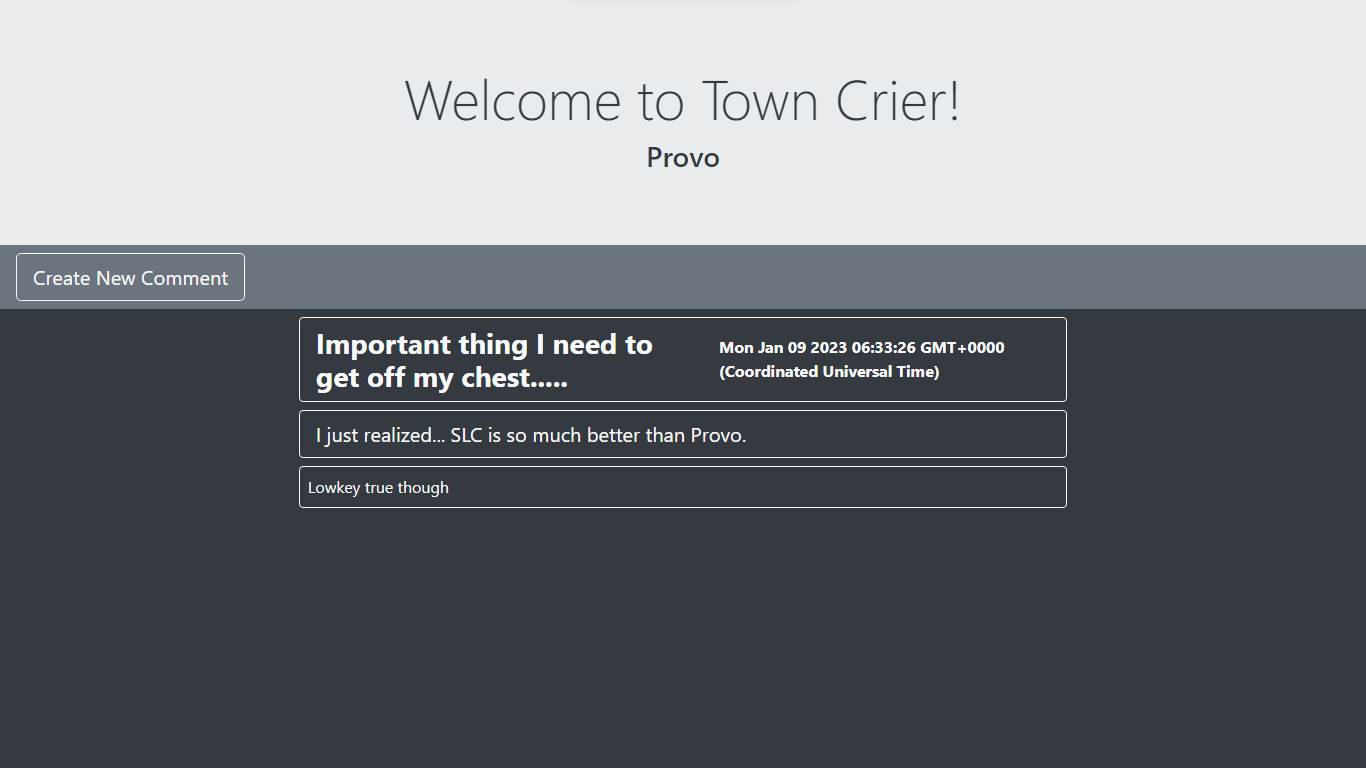 Welcome to Town Crier!
Provo
Create New Comment
Important thing I need to
get off my chest.....
Mon Jan 09 2023 06:33:26 GMT+0000
(Coordinated Universal Time)
I just realized... SLC is so much better than Provo.
Lowkey true though